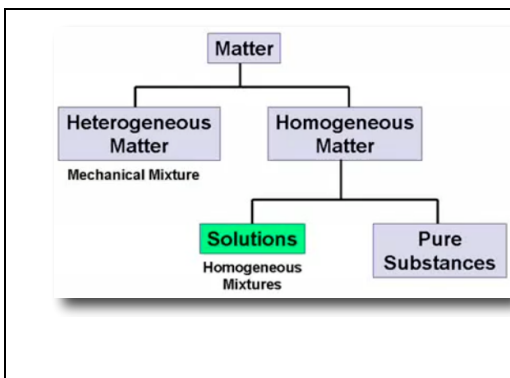 Matter
Heterogeneous
Matter
Mechanical Mixture
Homogeneous
Matter
Solutions
Homogeneous
Mixtures
Pure
Substances